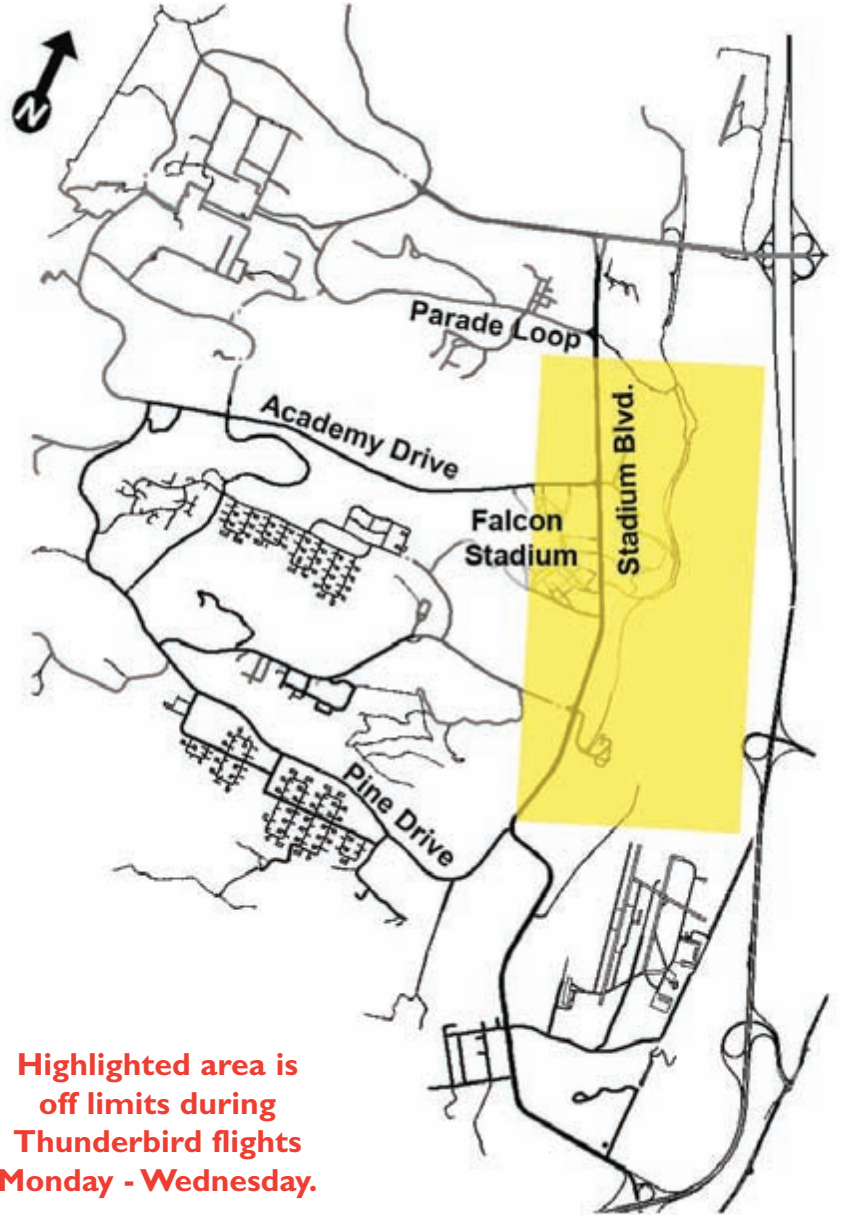 N
Parade Loop
Academy Drive
Stadium Blvd.
Falcon
Stadium
Pine Drive
Highlighted area is
off limits during
Thunderbird flights
Monday - Wednesday.